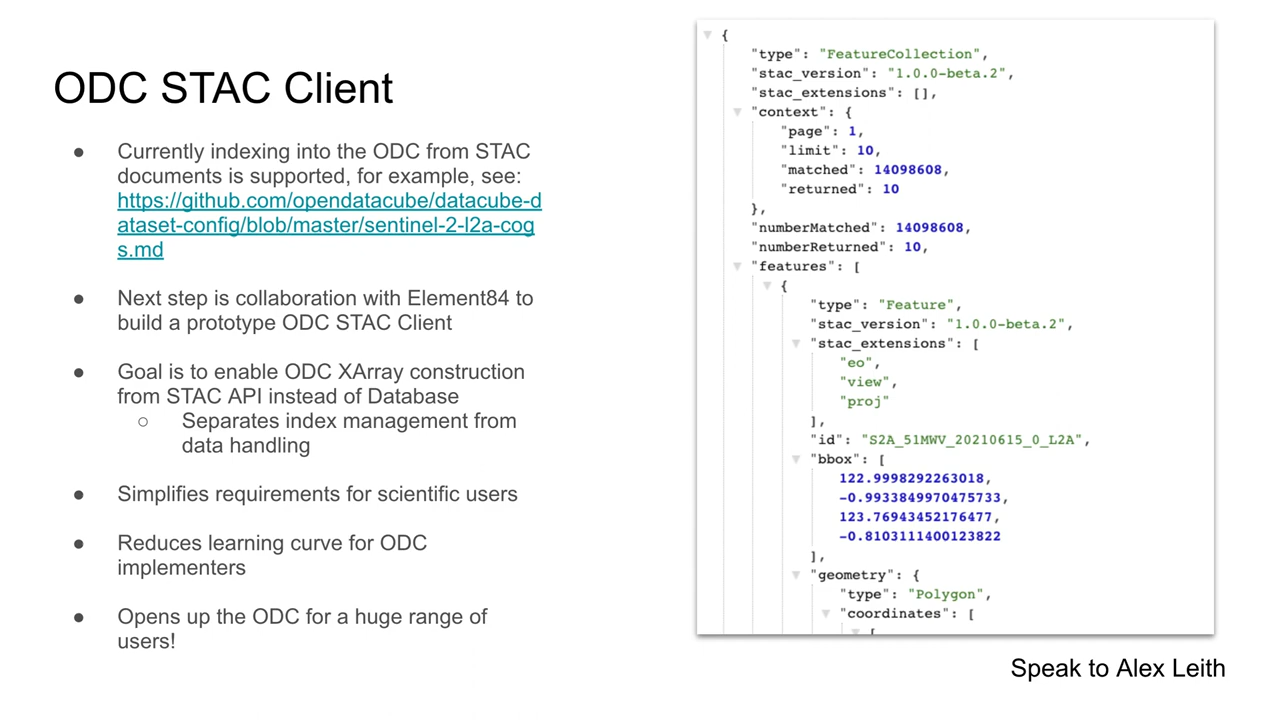 ODC STAC Client
● Currently indexing into the ODC from STAC
documents is supported, for example, see:
https://github.com/opendatacube/datacube-d
ataset-config/blob/master/sentinel-2-l2a-cog
s.md
● Next step is collaboration with Element84 to
build a prototype ODC STAC Client
● Goal is to enable ODC XArray construction
from STAC API instead of Database
○ Separates index management from
data handling
● Simplifies requirements for scientific users
● Reduces learning curve for ODC
implementers
● Opens up the ODC for a huge range of
users!
{
"type": "FeatureCollection",
"stac_version": "1.0.0-beta.2",
"stac_extensions": [],
"context": {
"page": 1,
"limit": 10,
"matched": 14098608,
"returned": 10
},
"numberMatched": 14098608,
"numberReturned": 10,
"features": [
{
"type": "Feature",
"stac_version": "1.0.0-beta.2",
"stac_extensions": [
"eo",
"view",
"proj"
],
"id": "S2A_51MWV_20210615_0_L2A",
"bbox": [
122.9998292263018,
-0.9933849970475733,
123.76943452176477,
-0.8103111400123822
],
"geometry": {
"type": "Polygon",
"coordinates": [
[
Speak to Alex Leith